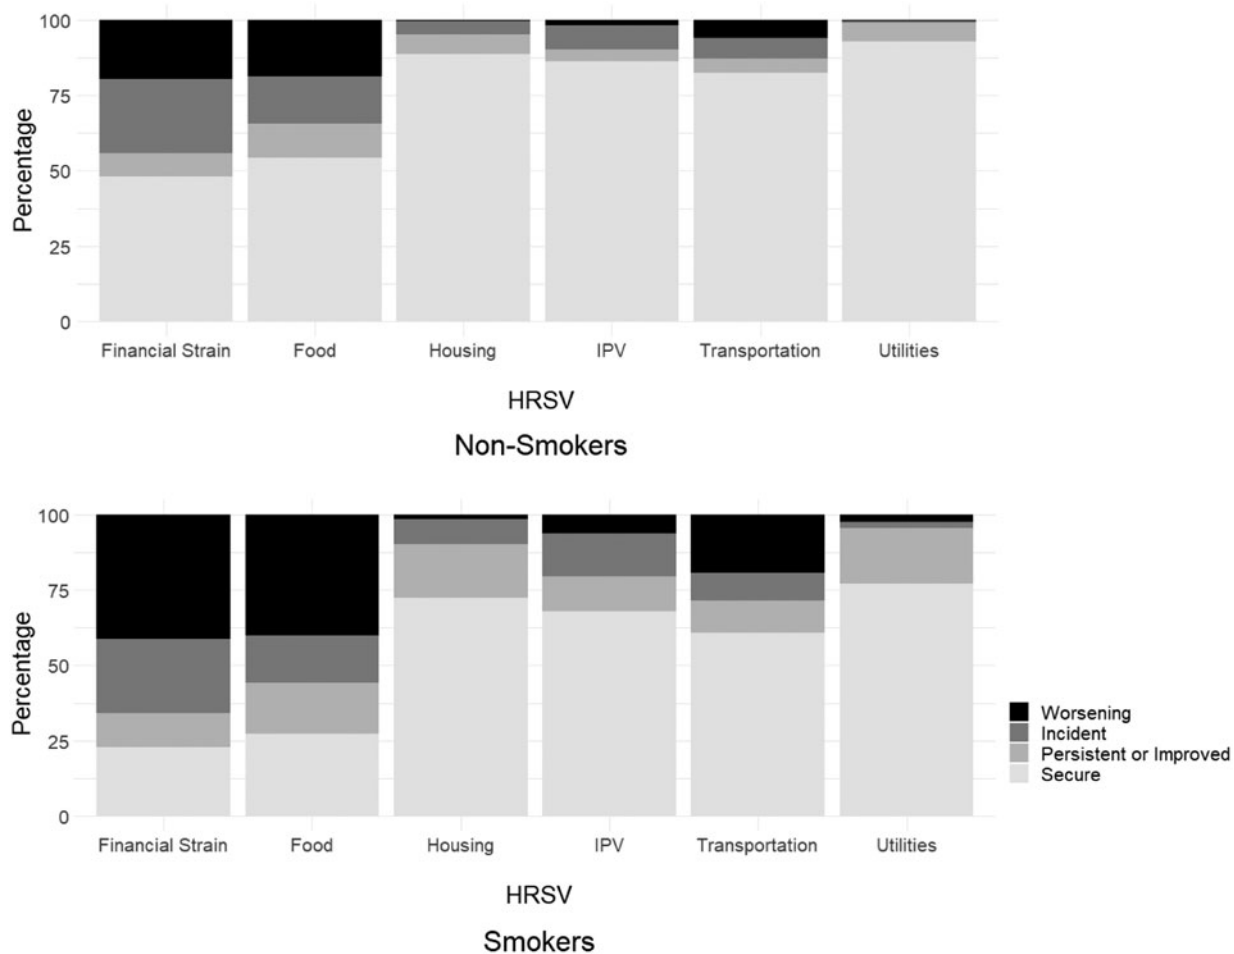 100
75
50
25
0
Percentage
Financial Strain Food Housing IPV Transportation Utilities
HRSV
Non-Smokers
100
75
50
25
0
Percentage
Financial Strain Food Housing IPV Transportation Utilities
HRSV
Smokers
Worsening
Incident
Persistent or Improved
Secure